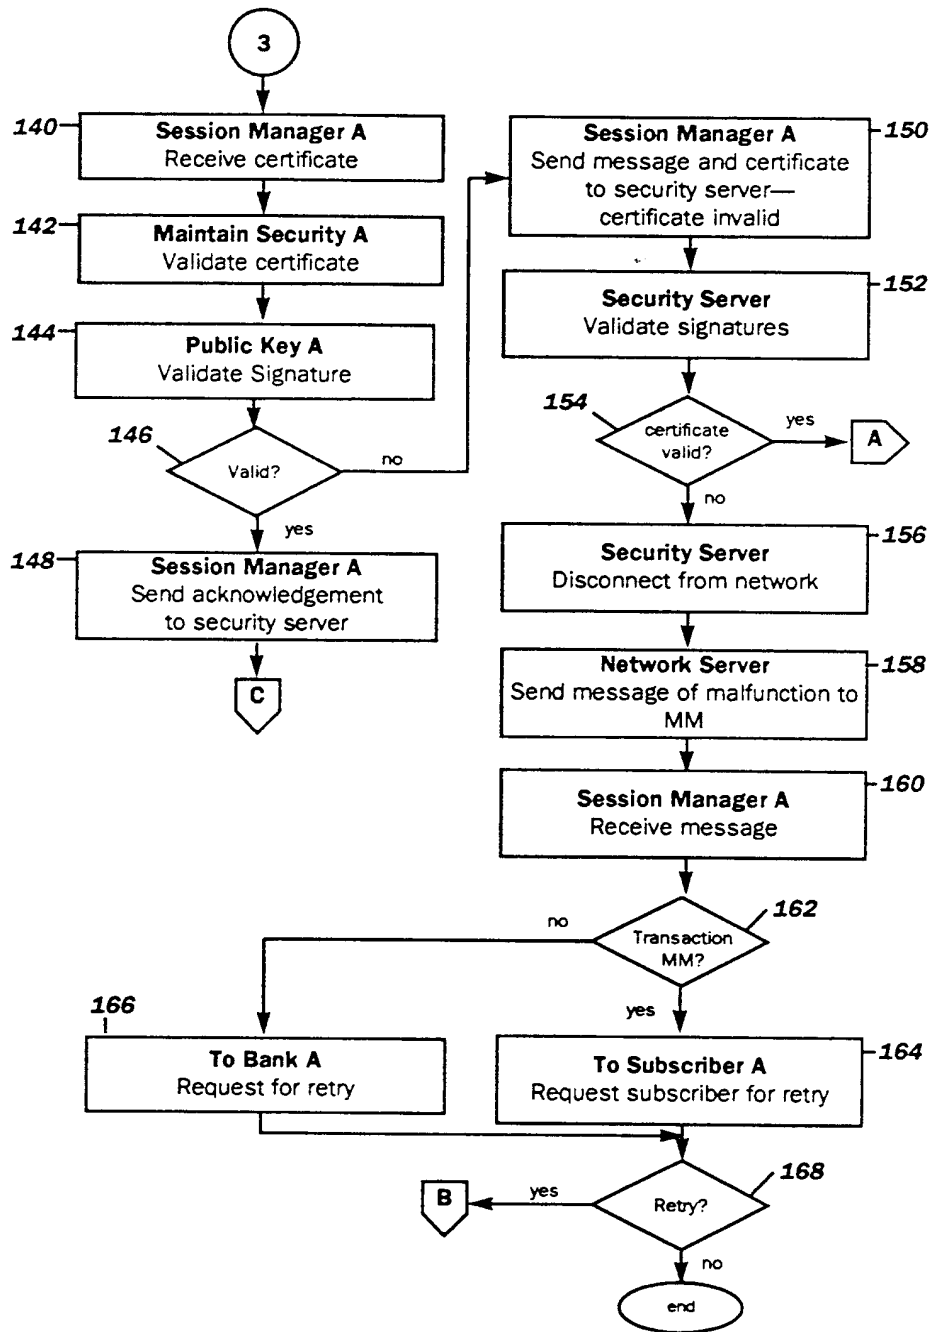 3
140
Session Manager A
Receive certificate
142
Maintain Security A
Validate certificate
144
Public Key A
Validate Signature
146
Valid?
no
yes
148
Session Manager A
Send acknowledgement
to security server
C
150
Session Manager A
Send message and certificate
to security server—
certificate invalid
152
Security Server
Validate signatures
154
certificate
valid?
yes
A
no
156
Security Server
Disconnect from network
158
Network Server
Send message of malfunction to
MM
160
Session Manager A
Receive message
162
Transaction
MM?
no
yes
166
To Bank A
Request for retry
164
To Subscriber A
Request subscriber for retry
168
Retry?
yes
B
no
end